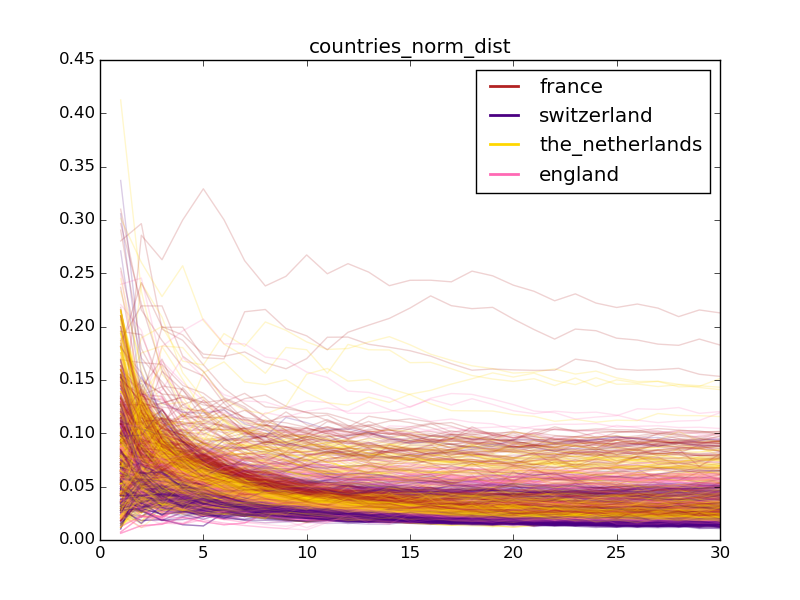 countries_norm_dist
0.45
0.40
0.35
0.30
0.25
0.20
0.15
0.10
0.05
0.00
0 5 10 15 20 25 30
france
switzerland
the_netherlands
england